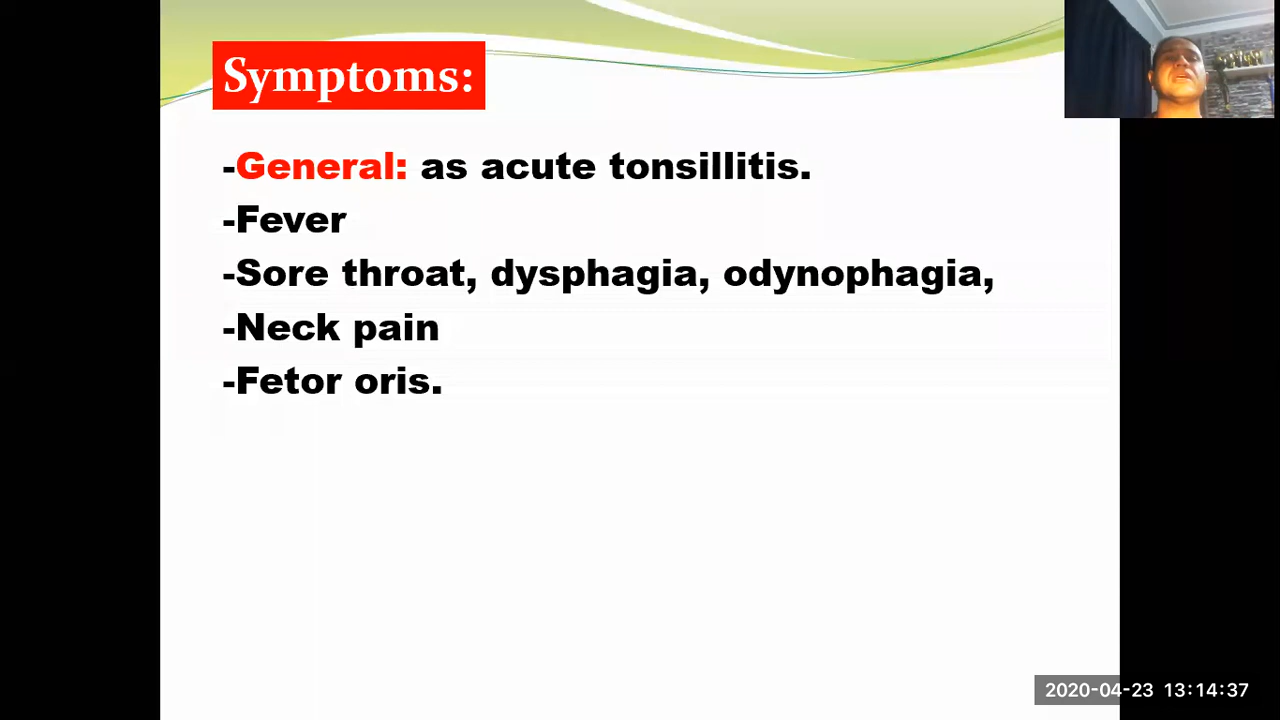 Symptoms:
-General: as acute tonsillitis.
-Fever
-Sore throat, dysphagia, odynophagia,
-Neck pain
-Fetor oris.
2020-04-23 13:14:37